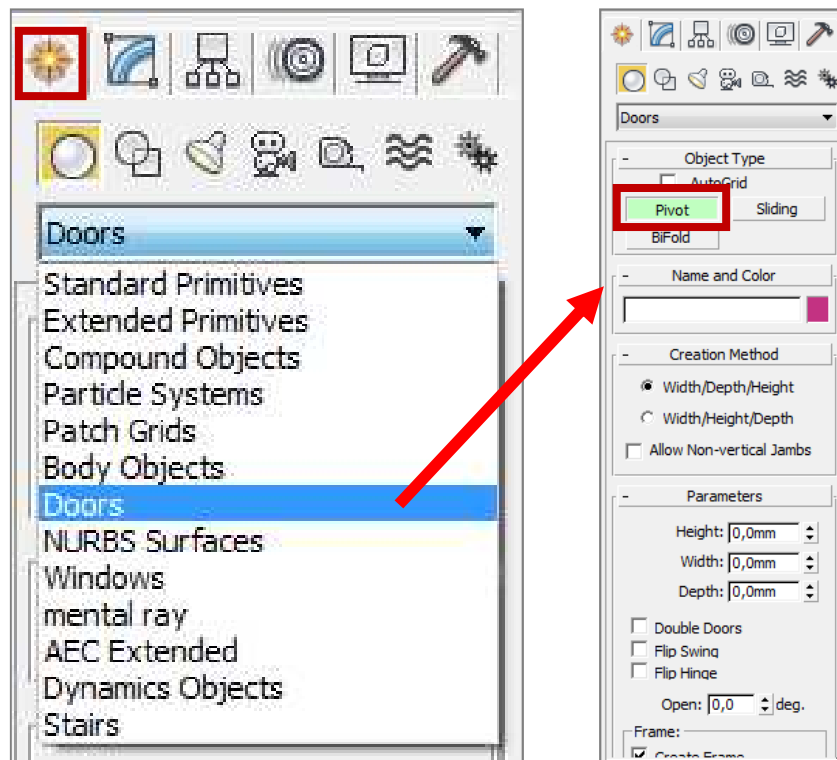 Doors
Standard Primitives
Extended Primitives
Compound Objects
Particle Systems
Patch Grids
Body Objects
Doors
NURBS Surfaces
Windows
mental ray
AEC Extended
Dynamics Objects
Stairs
Doors
- Object Type
AutoGrid
Pivot Sliding
BiFold
- Name and Color
- Creation Method
Width/Depth/Height
Width/Height/Depth
Allow Non-vertical Jambs
- Parameters
Height: 0,0mm
Width: 0,0mm
Depth: 0,0mm
Double Doors
Flip Swing
Flip Hinge
Open: 0,0 deg.
Frame:
Create Frame